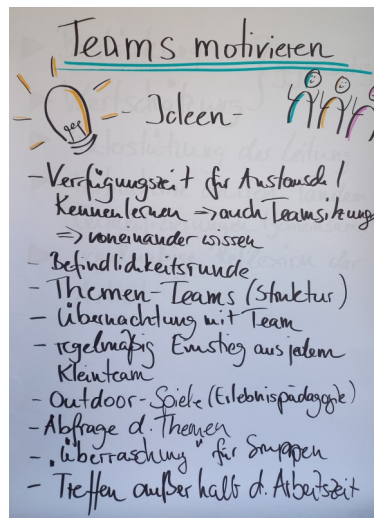 Teams motivieren
Ideen-
- Verfügungszeit für Austausch/
Kennenlernen => auch Teamsitzung
=> voneinander wissen
- Befindlichkeitsrunde
- Themen-Teams (Struktur)
- Übernachtung mit Team
- regelmäßig Einstieg aus jedem
Kleinteam
- Outdoor-Spiele (Erlebnispädagogik)
- Abfrage d. Themen
- „Überraschung" für Gruppen
- Treffen außerhalb d. Arbeitszeit